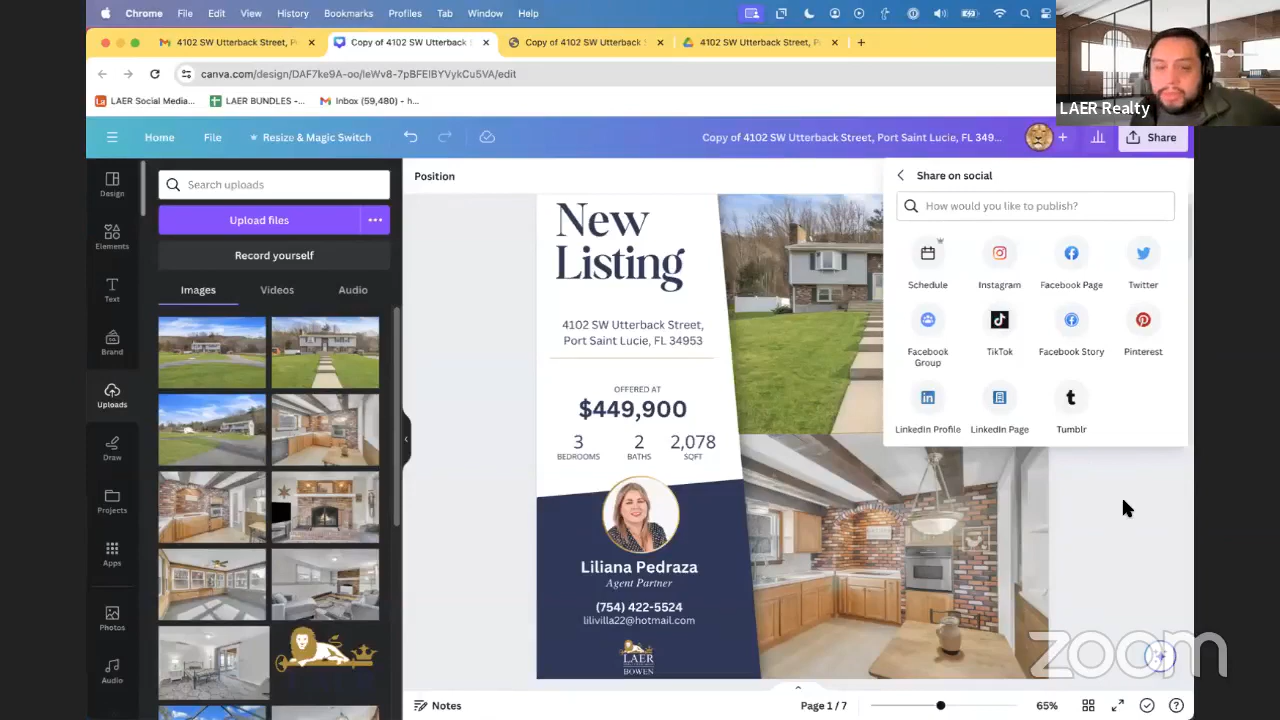 Chrome File Edit View History Bookmarks Profiles Tab Window Help
4102 SW Utterback Street, P
Copy of 4102 SW Utterback
Copy of 4102 SW Utterback S
4102 SW Utterback Street, P
canva.com/design/DAF7ke9A-oo/IeWv8-7pBFEIBYVykCu5VA/edit
LAER Social Media...
LAER BUNDLES -...
Inbox (59,480) - h...
LAER Realty
Home
File
Resize & Magic Switch
Copy of 4102 SW Utterback Street, Port Saint Lucie, FL 349...
Share
Design
Elements
Text
Brand
Uploads
Draw
Projects
Apps
Photos
Audio
Search uploads
Upload files
Record yourself
Images Videos Audio
Position
New
Listing
4102 SW Utterback Street,
Port Saint Lucie, FL 34953
OFFERED AT
$449,900
3 2 2,078
BEDROOMS BATHS SQFT
Liliana Pedraza
Agent Partner
(754) 422-5524
lilivilla22@hotmail.com
LAER
BOWEN
Share on social
How would you like to publish?
Schedule Instagram Facebook Page Twitter
Facebook
Group
TikTok Facebook Story Pinterest
LinkedIn Profile LinkedIn Page Tumblr
zoom
Notes
Page 1 / 7
65%